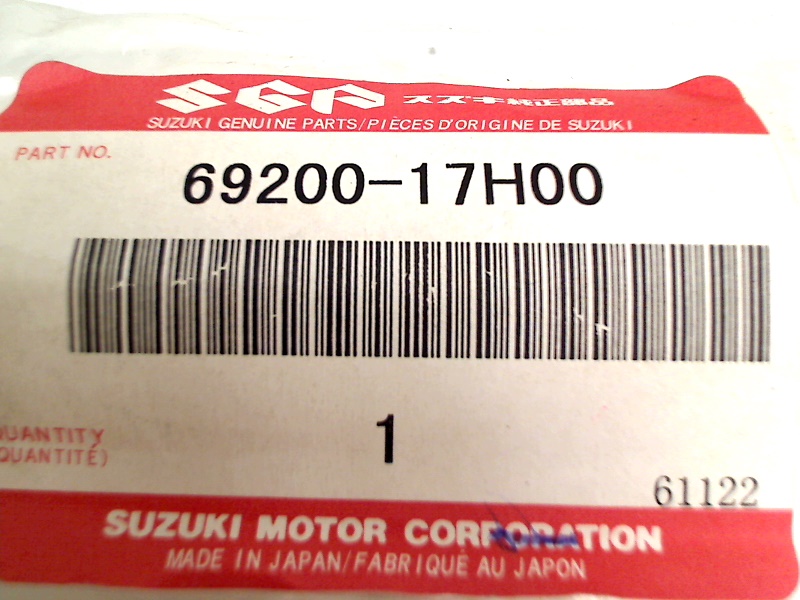 SGP スズキ純正部品
SUZUKI GENUINE PARTS/PIÈCES D'ORIGINE DE SUZUKI
PART NO.
69200-17H00
1
QUANTITY
QUANTITÉ)
61122
SUZUKI MOTOR CORPORATION
MADE IN JAPAN/FABRIQUÉ AU JAPON